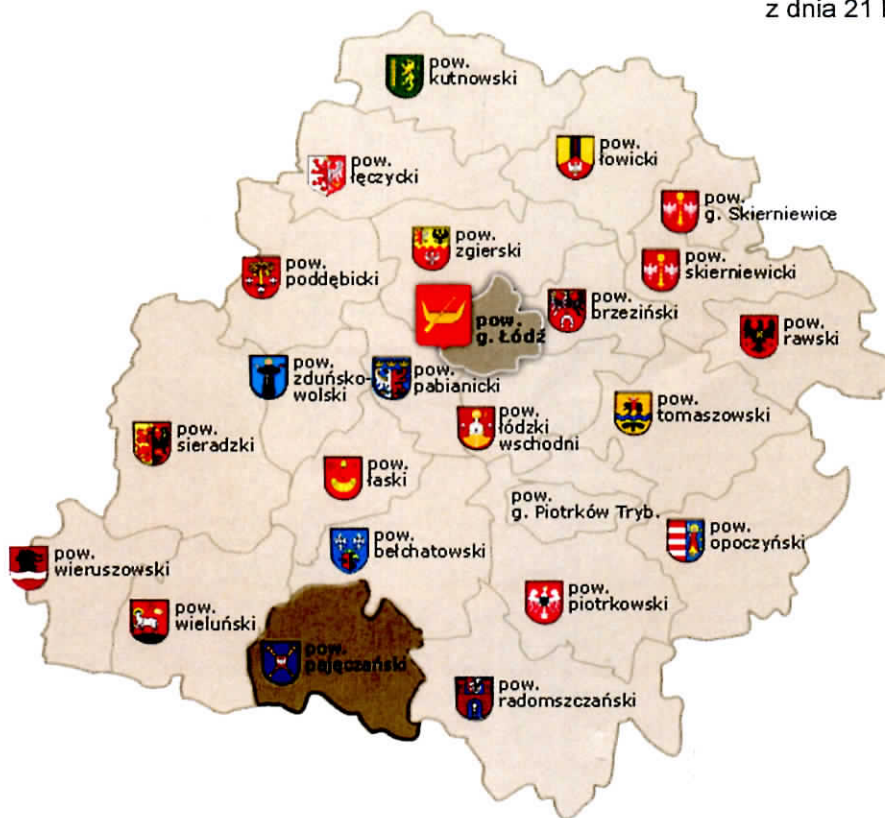 z dnia 21
pow.
kutnowski
pow.
łowicki
pow.
łęczycki
pow.
g. Skierniewice
pow.
zgierski
pow.
skierniewicki
pow.
poddębicki
pow.
brzeziński
pow.
g. Łódź
pow.
rawski
pow.
zduńsko-
wolski
pow.
pabianicki
pow.
tomaszowski
pow.
łódzki
wschodni
pow.
sieradzki
pow.
łaski
pow.
g. Piotrków Tryb.
pow.
opoczyński
pow.
bełchatowski
pow.
wieruszowski
pow.
piotrkowski
pow.
wieluński
pow.
pajęczański
pow.
radomszczański